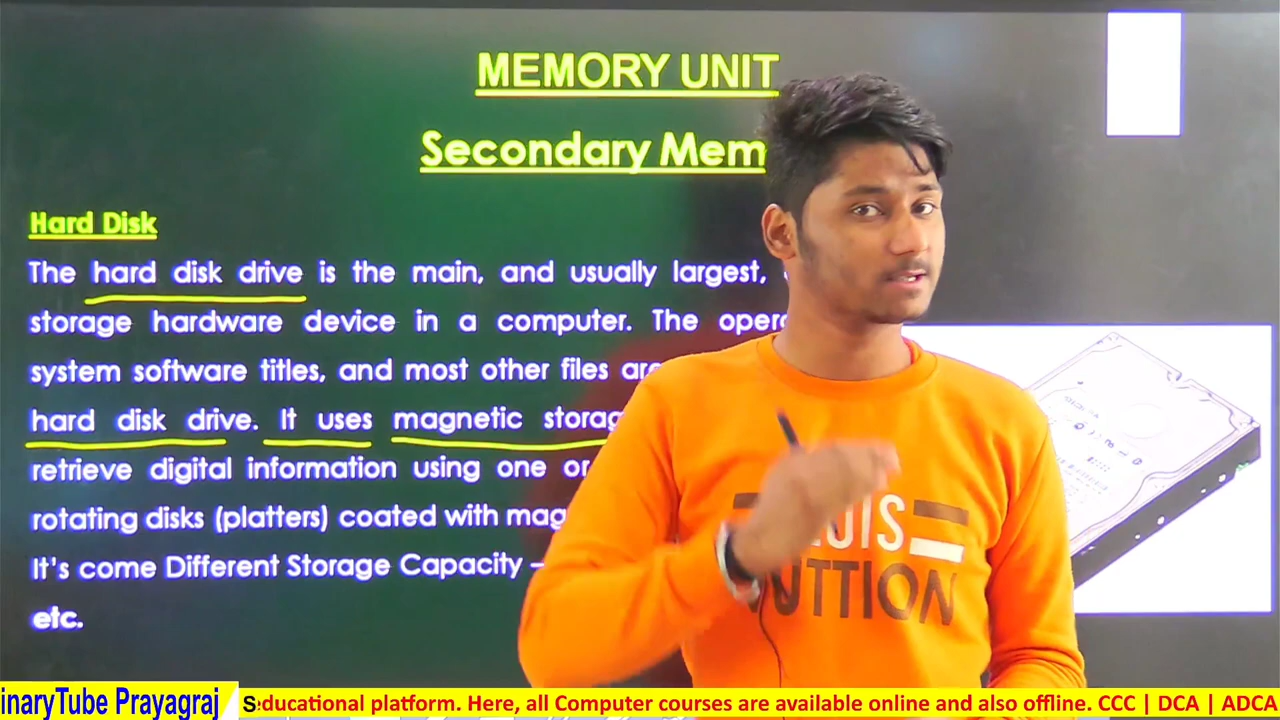 MEMORY UNIT
Secondary Mem
Hard Disk
The hard disk drive is the main, and usually largest,
storage hardware device in a computer. The opera
system software titles, and most other files are
hard disk drive. It uses magnetic storag
retrieve digital information using one or
rotating disks (platters) coated with mag
It's come Different Storage Capacity –
etc.
UTTION
inaryTube Prayagraj
educational platform. Here, all Computer courses are available online and also offline. CCC | DCA | ADCA